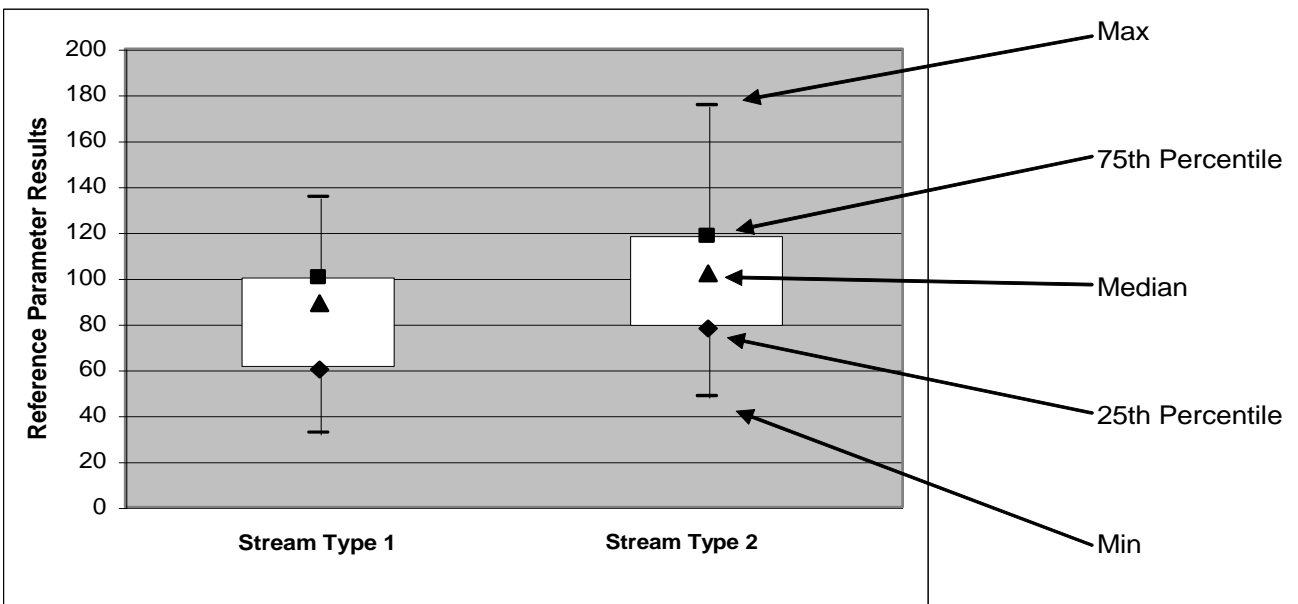 Max
200
180
160
140
120
100
80
60
40
20
0
Reference Parameter Results
75th Percentile
Median
25th Percentile
Min
Stream Type 1
Stream Type 2